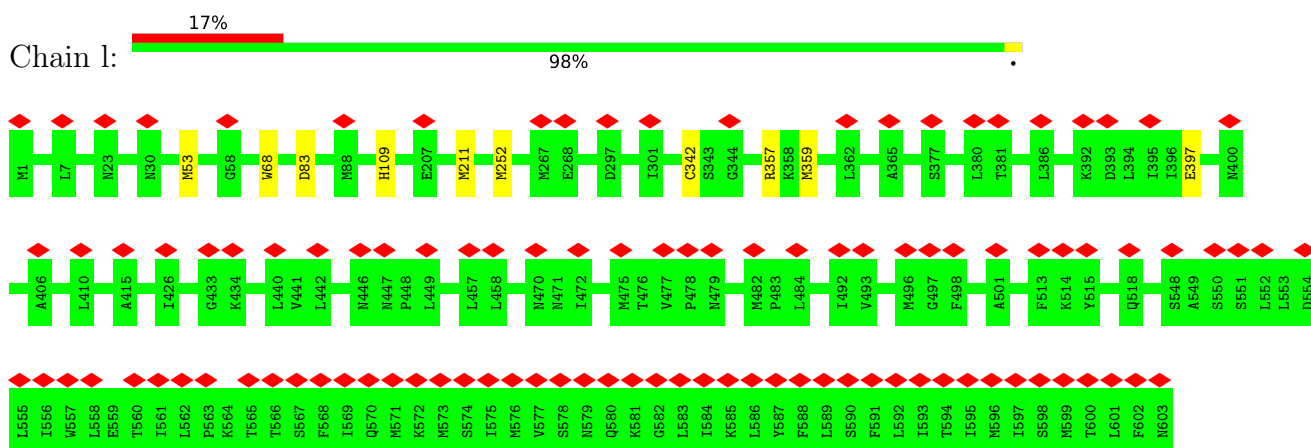 17%
Chain l:
98%
•
M1 L7 N23 N30 M53 G58 W68 D83 M88 H109 E207 M211 M252 M267 E268 D297 I301 C342 S343 G344 R357 K358 M359 L362 A365 S377 L380 T381 L386 K392 D393 L394 I395 I396 E397 N400
A406 L410 A415 I426 G433 K434 L440 V441 L442 N446 N447 P448 L449 L457 L458 N470 N471 I472 M475 T476 V477 P478 N479 M482 P483 L484 I492 V493 M496 G497 F498 A501 F513 K514 Y515 Q518 S548 A549 S550 S551 L552 L553 D554
L555 I556 W557 L558 E559 T560 I561 L562 P563 K564 T565 T566 S567 F568 I569 Q570 M571 K572 M573 S574 I575 M576 V577 S578 N579 Q580 K581 G582 L583 I584 K585 L586 Y587 F588 L589 S590 F591 L592 I593 T594 I595 M596 I597 S598 M599 T600 L601 F602 N603